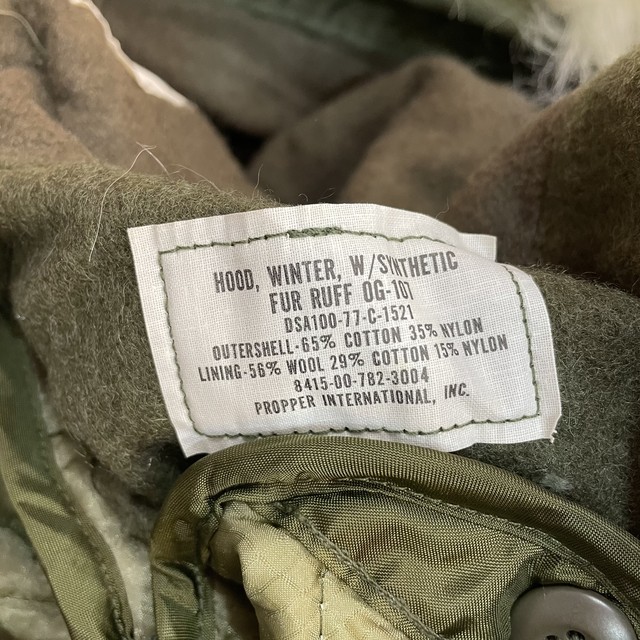 HOOD, WINTER, W/SYNTHETIC
FUR RUFF OG-107
DSA100-77-C-1521
OUTERSHELL-65% COTTON 35% NYLON
LINING-56% WOOL 29% COTTON 15% NYLON
8415-00-782-3004
PROPPER INTERNATIONAL, INC.